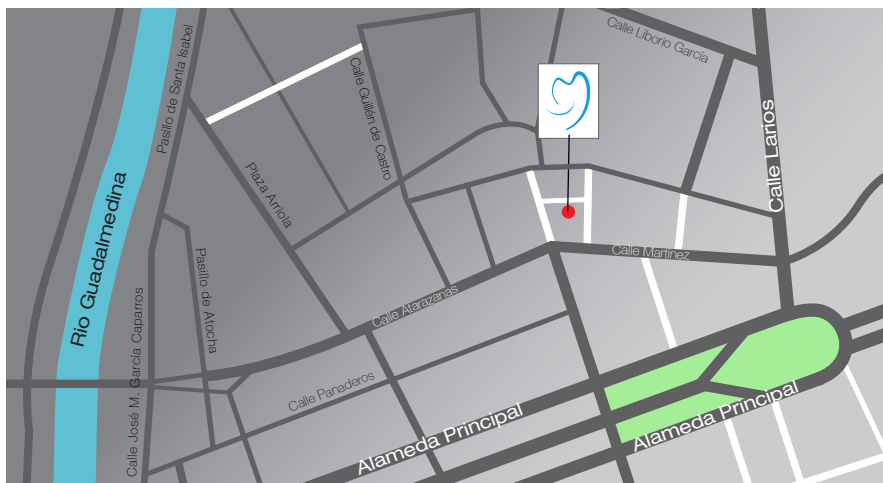 Calle Liborio García
Pasillo de Santa Isabel
Calle Guillén de Castro
Calle Larios
Plaza Arriola
Rio Guadalmedina
Calle Martinez
Pasillo de Atocha
Calle Atarazanas
Calle José M. García Caparros
Calle Panaderos
Alameda Principal
Alameda Principal